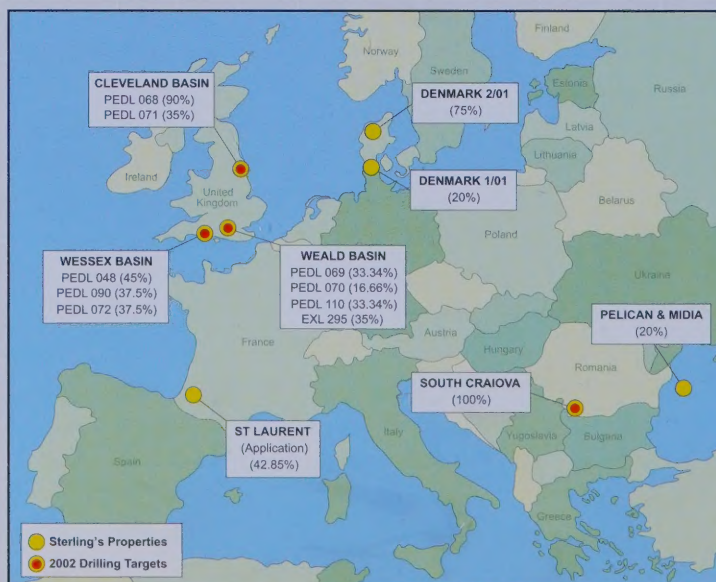 Norway
Finland
Sweden
Estonia
Russia
Latvia
Lithuania
Belarus
CLEVELAND BASIN
PEDL 068 (90%)
PEDL 071 (35%)
DENMARK 2/01
(75%)
DENMARK 1/01
(20%)
Ireland
United
Kingdom
Poland
Germany
Ukraine
WESSEX BASIN
PEDL 048 (45%)
PEDL 090 (37.5%)
PEDL 072 (37.5%)
WEALD BASIN
PEDL 069 (33.34%)
PEDL 070 (16.66%)
PEDL 110 (33.34%)
EXL 295 (35%)
PELICAN & MIDIA
(20%)
France
Austria
Hungary
Romania
SOUTH CRAIOVA
(100%)
ST LAURENT
(Application)
(42.85%)
Italy
Yugoslavia
Bulgaria
Spain
Greece
Sterling's Properties
2002 Drilling Targets